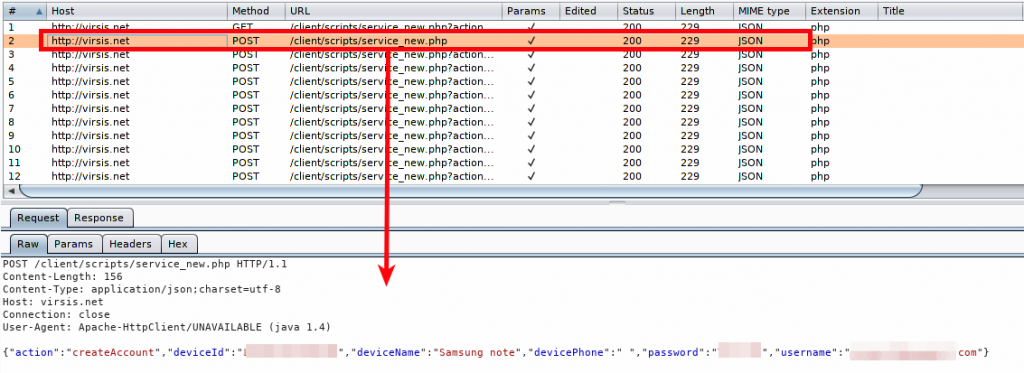 # Host Method URL Params Edited Status Length MIME type Extension Title
1 http://virsis.net GET /client/scripts/service_new.php?action... ✓ 200 229 JSON php
2 http://virsis.net POST /client/scripts/service_new.php ✓ 200 229 JSON php
3 http://virsis.net POST /client/scripts/service_new.php?action... ✓ 200 229 JSON php
4 http://virsis.net POST /client/scripts/service_new.php?action... ✓ 200 229 JSON php
5 http://virsis.net POST /client/scripts/service_new.php?action... ✓ 200 229 JSON php
6 http://virsis.net POST /client/scripts/service_new.php?action... ✓ 200 229 JSON php
7 http://virsis.net POST /client/scripts/service_new.php?action... ✓ 200 229 JSON php
8 http://virsis.net POST /client/scripts/service_new.php?action... ✓ 200 229 JSON php
9 http://virsis.net POST /client/scripts/service_new.php?action... ✓ 200 229 JSON php
10 http://virsis.net POST /client/scripts/service_new.php?action... ✓ 200 229 JSON php
11 http://virsis.net POST /client/scripts/service_new.php?action... ✓ 200 229 JSON php
12 http://virsis.net POST /client/scripts/service_new.php?action... ✓ 200 229 JSON php
Request Response
Raw Params Headers Hex
POST /client/scripts/service_new.php HTTP/1.1
Content-Length: 156
Content-Type: application/json;charset=utf-8
Host: virsis.net
Connection: close
User-Agent: Apache-HttpClient/UNAVAILABLE (java 1.4)
{"action":"createAccount","deviceId":" ","deviceName":"Samsung note","devicePhone":" ","password":" ","username":" com"}